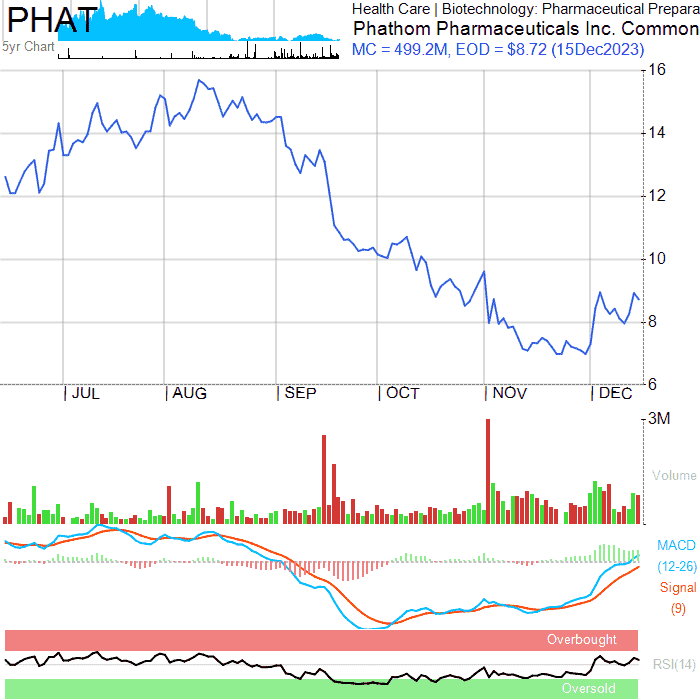 PHAT
5yr Chart
Health Care | Biotechnology: Pharmaceutical Prepara
Phathom Pharmaceuticals Inc. Common
MC = 499.2M, EOD = $8.72 (15Dec2023)
16
14
12
10
8
6
| JUL | AUG | SEP | OCT | NOV | DEC
3M
Volume
MACD
(12-26)
Signal
(9)
Overbought
RSI(14)
Oversold